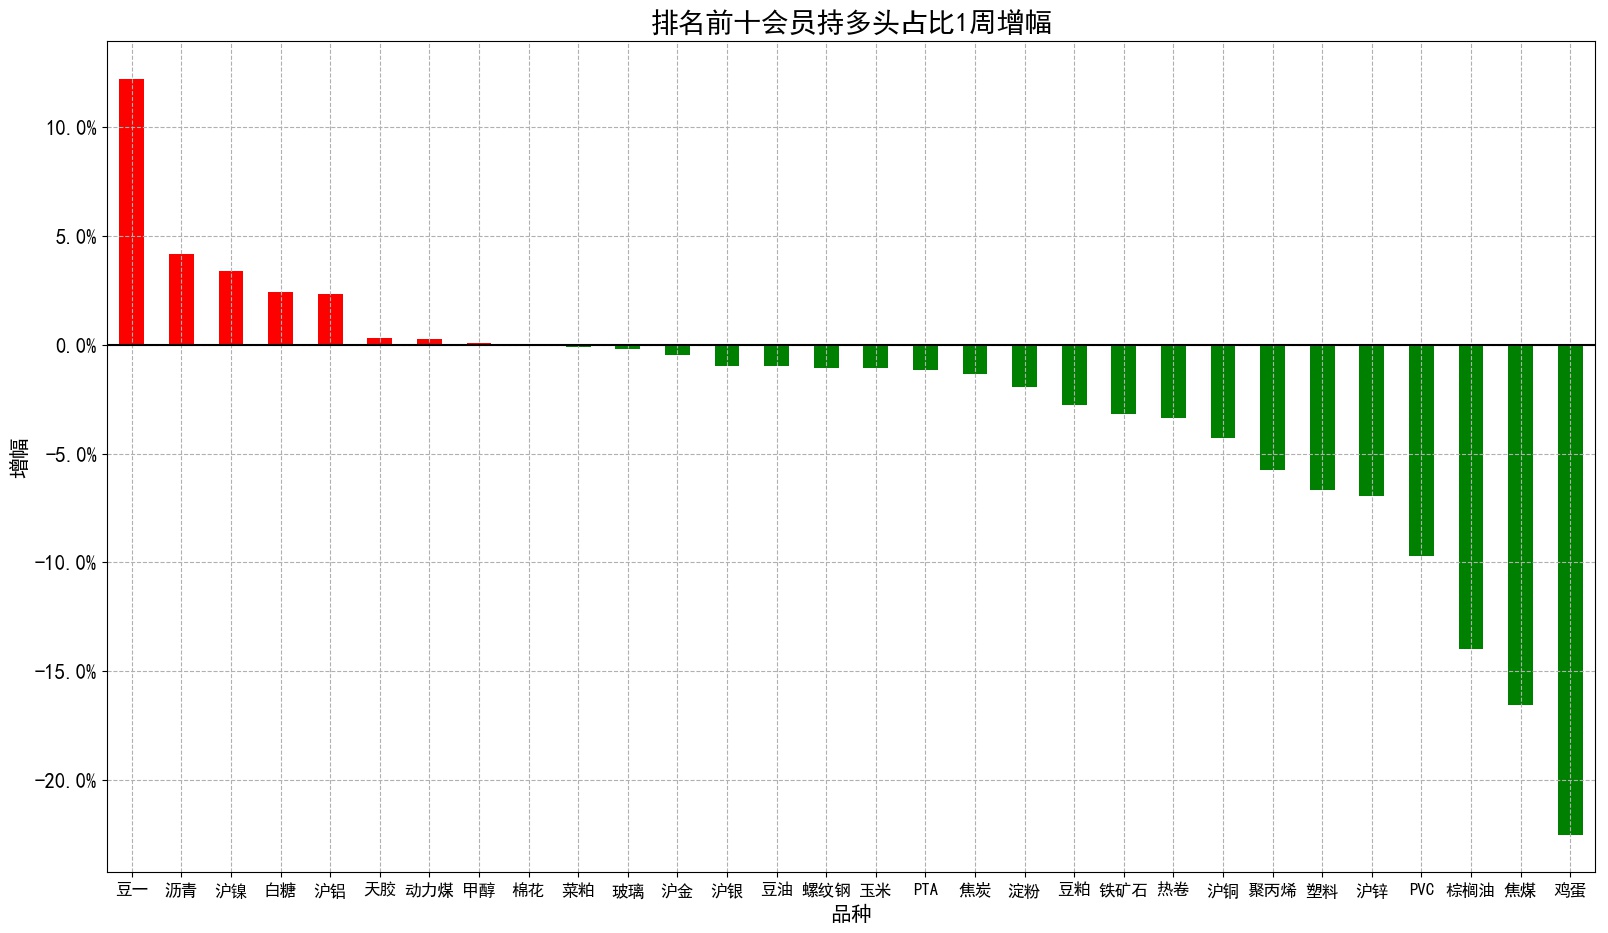 排名前十会员持多头占比1周增幅
10.0%
5.0%
0.0%
-5.0%
-10.0%
-15.0%
-20.0%
增幅
豆一 沥青 沪镍 白糖 沪铝 天胶 动力煤 甲醇 棉花 菜粕 玻璃 沪金 沪银 豆油 螺纹钢 玉米 PTA 焦炭 淀粉 豆粕 铁矿石 热卷 沪铜 聚丙烯 塑料 沪锌 PVC 棕榈油 焦煤 鸡蛋
品种